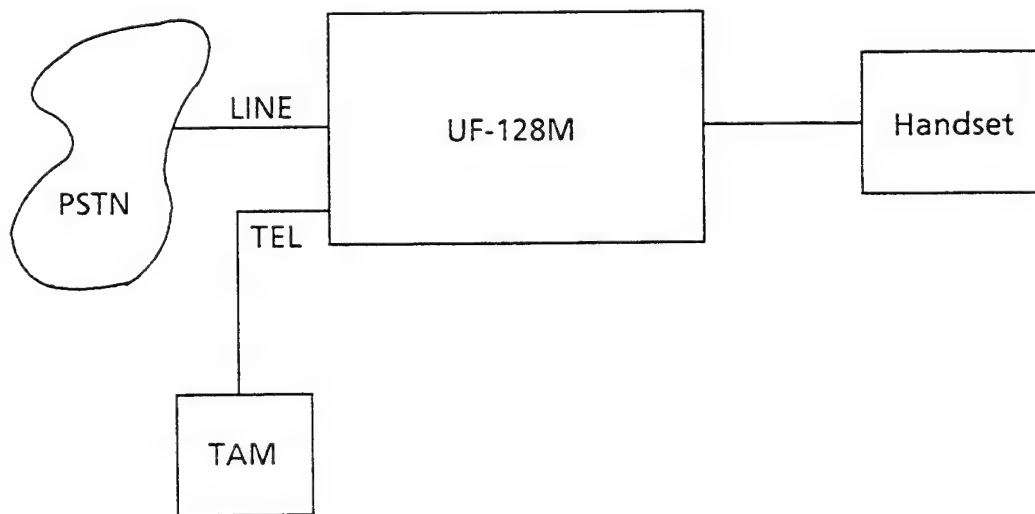 LINE
UF-128M
Handset
PSTN
TEL
TAM